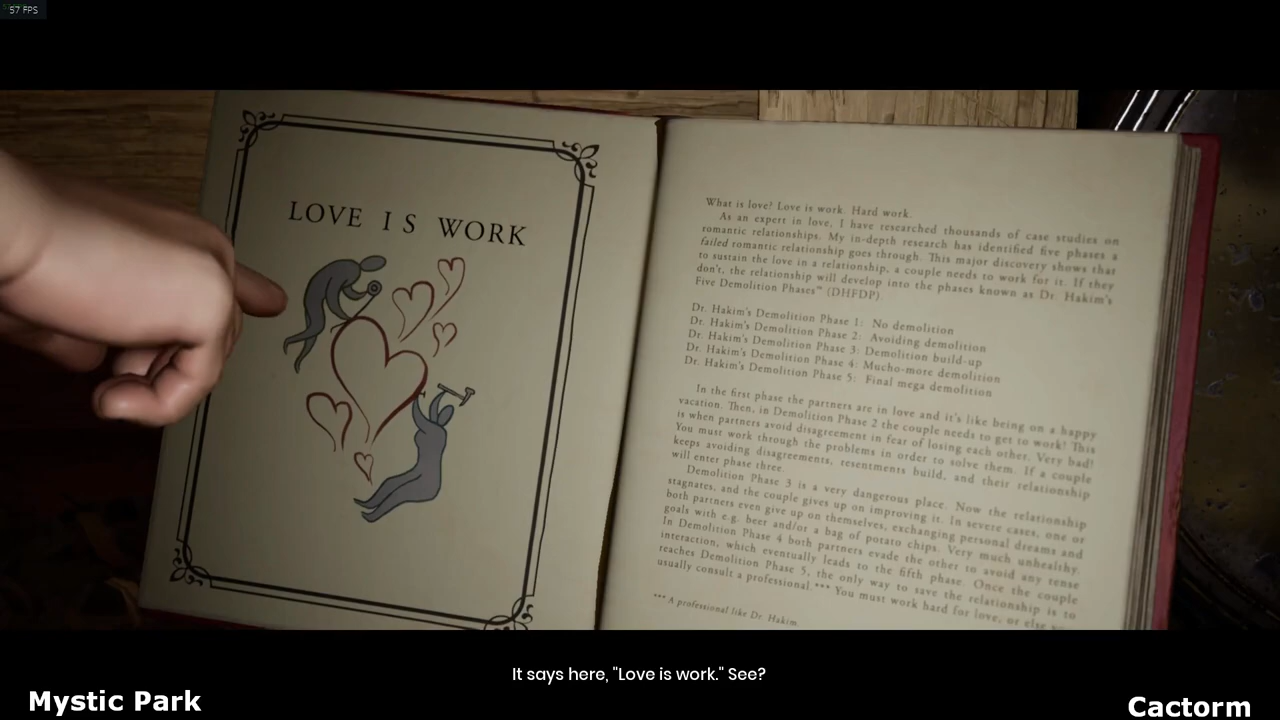 57 FPS
LOVE IS WORK
What is love? Love is work. Hard work.
As an expert in love, I have researched thousands of case studies on
romantic relationships. My in-depth research has identified five phases a
failed romantic relationship goes through. This major discovery shows that
to sustain the love in a relationship, a couple needs to work for it. If they
don't, the relationship will develop into the phases known as Dr. Hakim's
Five Demolition Phases™ (DHFDP).
Dr. Hakim's Demolition Phase 1: No demolition
Dr. Hakim's Demolition Phase 2: Avoiding demolition
Dr. Hakim's Demolition Phase 3: Demolition build-up
Dr. Hakim's Demolition Phase 4: Mucho-more demolition
Dr. Hakim's Demolition Phase 5: Final mega demolition
In the first phase the partners are in love and it's like being on a happy
vacation. Then, in Demolition Phase 2 the couple needs to get to work! This
is when partners avoid disagreement in fear of losing each other. Very bad!
You must work through the problems in order to solve them. If a couple
keeps avoiding disagreements, resentments build, and their relationship
will enter phase three.
Demolition Phase 3 is a very dangerous place. Now the relationship
stagnates, and the couple gives up on improving it. In severe cases, one or
both partners even give up on themselves, exchanging personal dreams and
goals with e.g. beer and/or a bag of potato chips. Very much unhealthy.
In Demolition Phase 4 both partners evade the other to avoid any tense
interaction, which eventually leads to the fifth phase. Once the couple
reaches Demolition Phase 5, the only way to save the relationship is to
usually consult a professional.*** You must work hard for love, or else
*** A professional like Dr. Hakim.
It says here, "Love is work." See?
Mystic Park
Cactorm